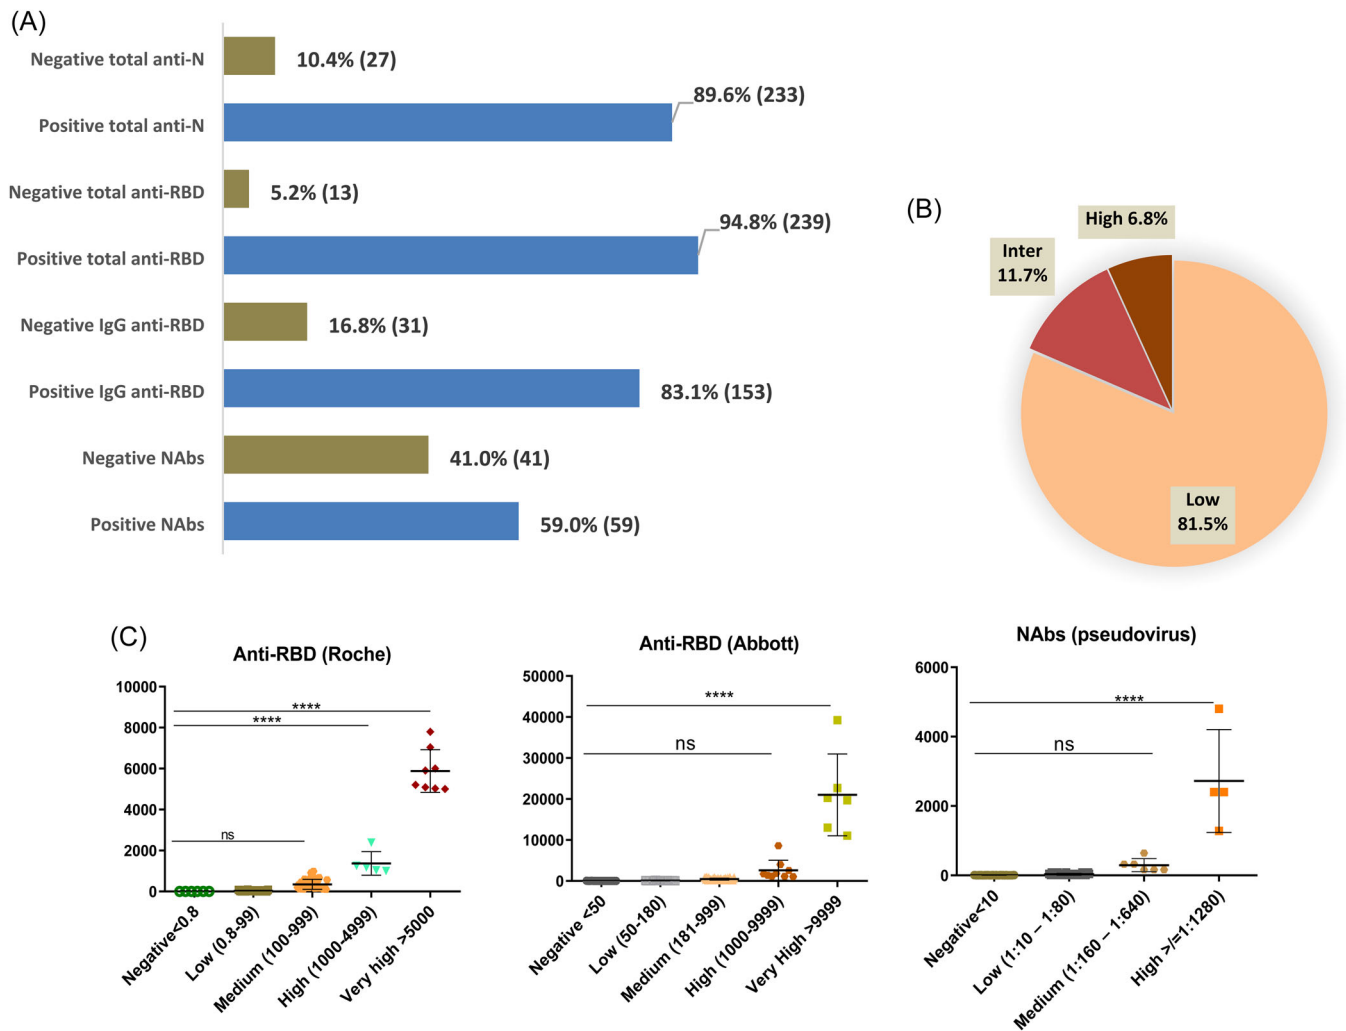 (A)
Negative total anti-N
10.4% (27)
89.6% (233)
Positive total anti-N
Negative total anti-RBD
5.2% (13)
94.8% (239)
Positive total anti-RBD
Negative IgG anti-RBD
16.8% (31)
Positive IgG anti-RBD
83.1% (153)
Negative NAbs
41.0% (41)
Positive NAbs
59.0% (59)
(B)
High 6.8%
Inter
11.7%
Low
81.5%
(C)
Anti-RBD (Roche)
10000
8000
6000
4000
2000
0
****
****
ns
Negative<0.8
Low (0.8-99)
Medium (100-999)
High (1000-4999)
Very high >5000
Anti-RBD (Abbott)
50000
40000
30000
20000
10000
0
****
ns
Negative <50
Low (50-180)
Medium (181-999)
High (1000-9999)
Very High >9999
NAbs (pseudovirus)
6000
4000
2000
0
****
ns
Negative<10
Low (1:10 – 1:80)
Medium (1:160 – 1:640)
High >/=1:1280)